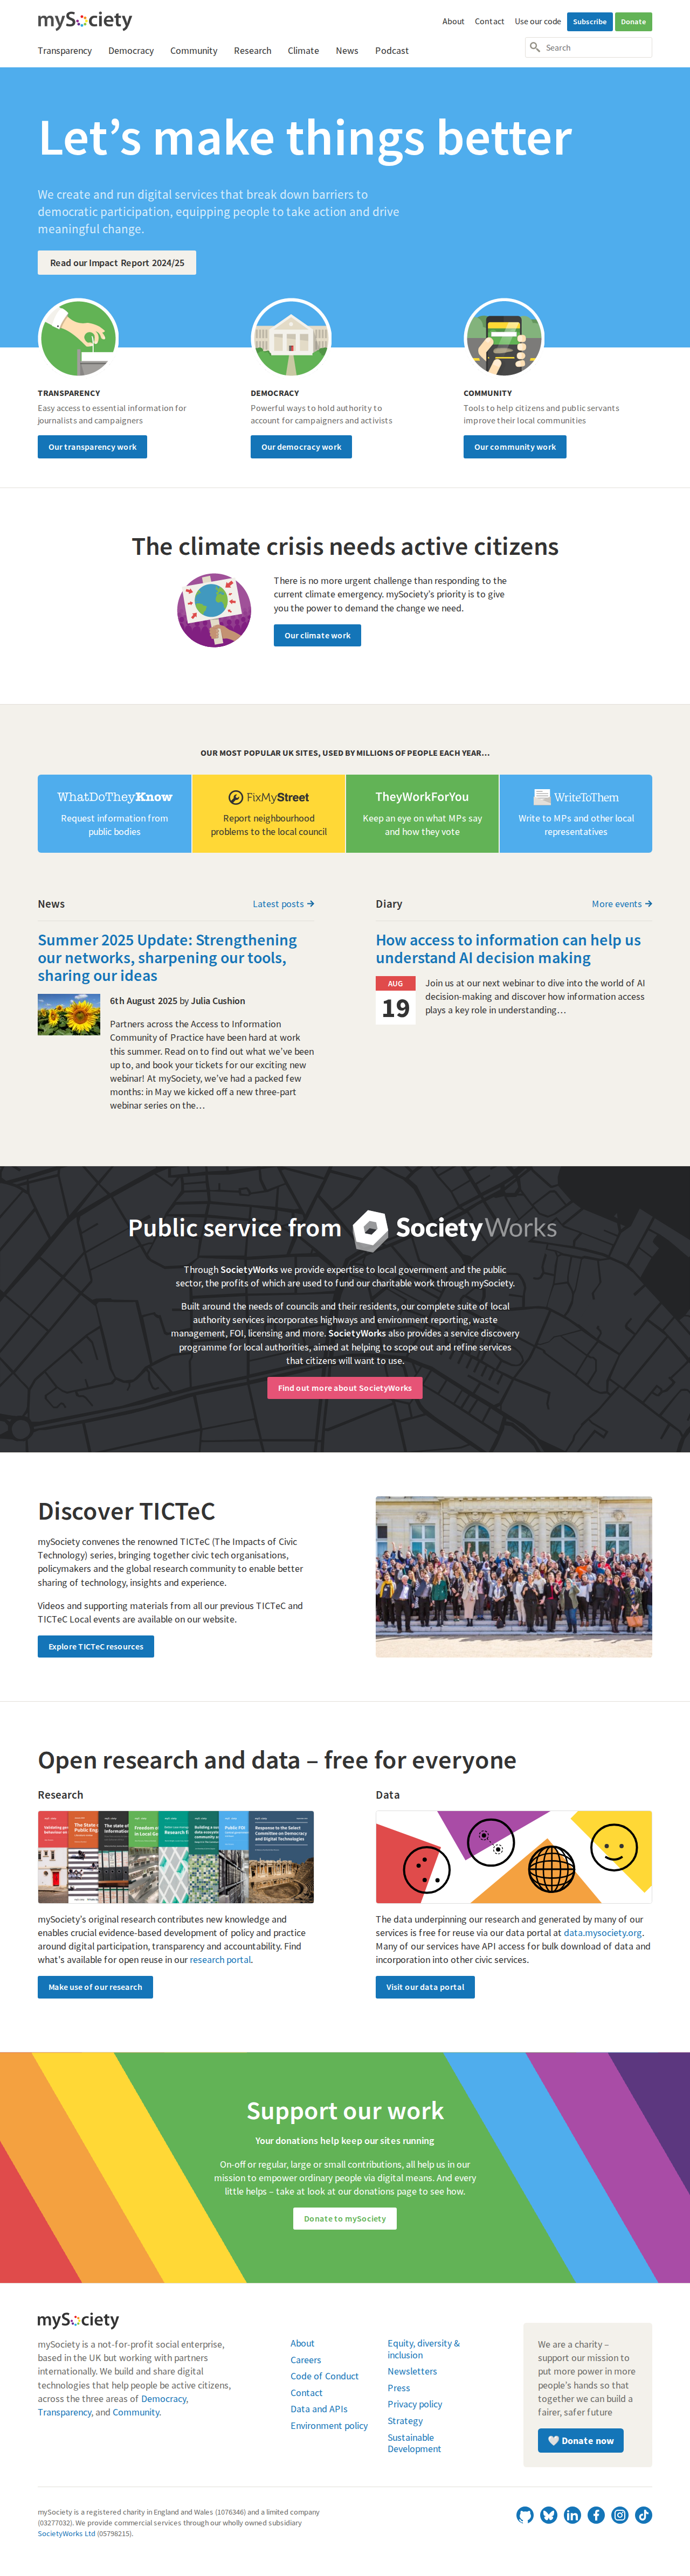 mySociety
About Contact Use our code Subscribe Donate
Transparency Democracy Community Research Climate News Podcast
Search
Let's make things better
We create and run digital services that break down barriers to
democratic participation, equipping people to take action and drive
meaningful change.
Read our Impact Report 2024/25
TRANSPARENCY
Easy access to essential information for
journalists and campaigners
Our transparency work
DEMOCRACY
Powerful ways to hold authority to
account for campaigners and activists
Our democracy work
COMMUNITY
Tools to help citizens and public servants
improve their local communities
Our community work
The climate crisis needs active citizens
There is no more urgent challenge than responding to the
current climate emergency. mySociety's priority is to give
you the power to demand the change we need.
Our climate work
OUR MOST POPULAR UK SITES, USED BY MILLIONS OF PEOPLE EACH YEAR…
WhatDoTheyKnow
Request information from
public bodies
FixMyStreet
Report neighbourhood
problems to the local council
TheyWorkForYou
Keep an eye on what MPs say
and how they vote
WriteToThem
Write to MPs and other local
representatives
News
Latest posts →
Summer 2025 Update: Strengthening
our networks, sharpening our tools,
sharing our ideas
6th August 2025 by Julia Cushion
Partners across the Access to Information
Community of Practice have been hard at work
this summer. Read on to find out what we've been
up to, and book your tickets for our exciting new
webinar! At mySociety, we've had a packed few
months: in May we kicked off a new three-part
webinar series on the…
Diary
More events →
How access to information can help us
understand AI decision making
AUG
19
Join us at our next webinar to dive into the world of AI
decision-making and discover how information access
plays a key role in understanding…
Public service from SocietyWorks
Through SocietyWorks we provide expertise to local government and the public
sector, the profits of which are used to fund our charitable work through mySociety.
Built around the needs of councils and their residents, our complete suite of local
authority services incorporates highways and environment reporting, waste
management, FOI, licensing and more. SocietyWorks also provides a service discovery
programme for local authorities, aimed at helping to scope out and refine services
that citizens will want to use.
Find out more about SocietyWorks
Discover TICTeC
mySociety convenes the renowned TICTeC (The Impacts of Civic
Technology) series, bringing together civic tech organisations,
policymakers and the global research community to enable better
sharing of technology, insights and experience.
Videos and supporting materials from all our previous TICTeC and
TICTeC Local events are available on our website.
Explore TICTeC resources
Open research and data – free for everyone
Research
Response to the Select
Committee on Democracy
and Digital Technologies
mySociety's original research contributes new knowledge and
enables crucial evidence-based development of policy and practice
around digital participation, transparency and accountability. Find
what's available for open reuse in our research portal.
Make use of our research
Data
The data underpinning our research and generated by many of our
services is free for reuse via our data portal at data.mysociety.org.
Many of our services have API access for bulk download of data and
incorporation into other civic services.
Visit our data portal
Support our work
Your donations help keep our sites running
On-off or regular, large or small contributions, all help us in our
mission to empower ordinary people via digital means. And every
little helps – take at look at our donations page to see how.
Donate to mySociety
mySociety
mySociety is a not-for-profit social enterprise,
based in the UK but working with partners
internationally. We build and share digital
technologies that help people be active citizens,
across the three areas of Democracy,
Transparency, and Community.
About
Careers
Code of Conduct
Contact
Data and APIs
Environment policy
Equity, diversity &
inclusion
Newsletters
Press
Privacy policy
Strategy
Sustainable
Development
We are a charity –
support our mission to
put more power in more
people's hands so that
together we can build a
fairer, safer future
Donate now
mySociety is a registered charity in England and Wales (1076346) and a limited company
(03277032). We provide commercial services through our wholly owned subsidiary
SocietyWorks Ltd (05798215).